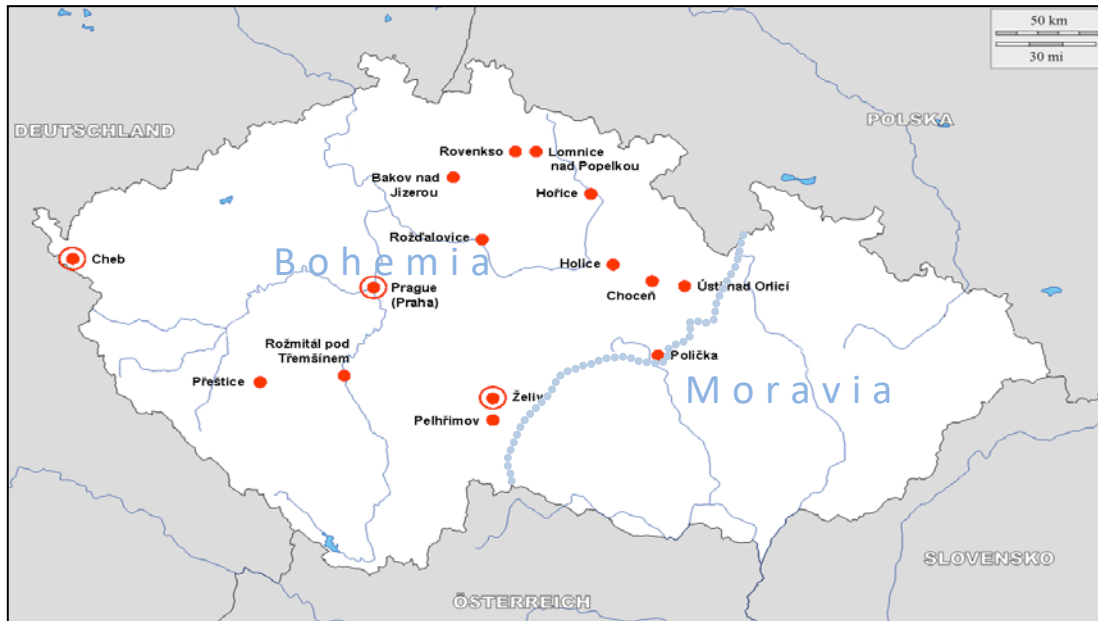 50 km
30 mi
DEUTSCHLAND
POLSKA
Rovenkso
Lomnice
nad Popelkou
Bakov nad
Jizerou
Hořice
Rožďalovice
Bohemia
Cheb
Holice
Prague
(Praha)
Choceň
Ústí nad Orlicí
Rožmitál pod
Třemšínem
Polička
Přeštice
Moravia
Želiv
Pelhřimov
SLOVENSKO
ÖSTERREICH